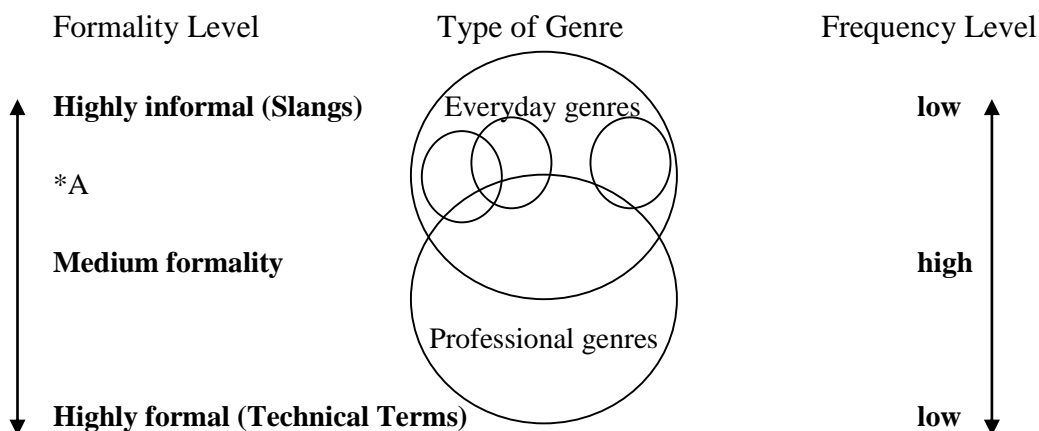 Formality Level Type of Genre Frequency Level
Highly informal (Slangs) Everyday genres low
*A
Medium formality high
Professional genres
Highly formal (Technical Terms) low